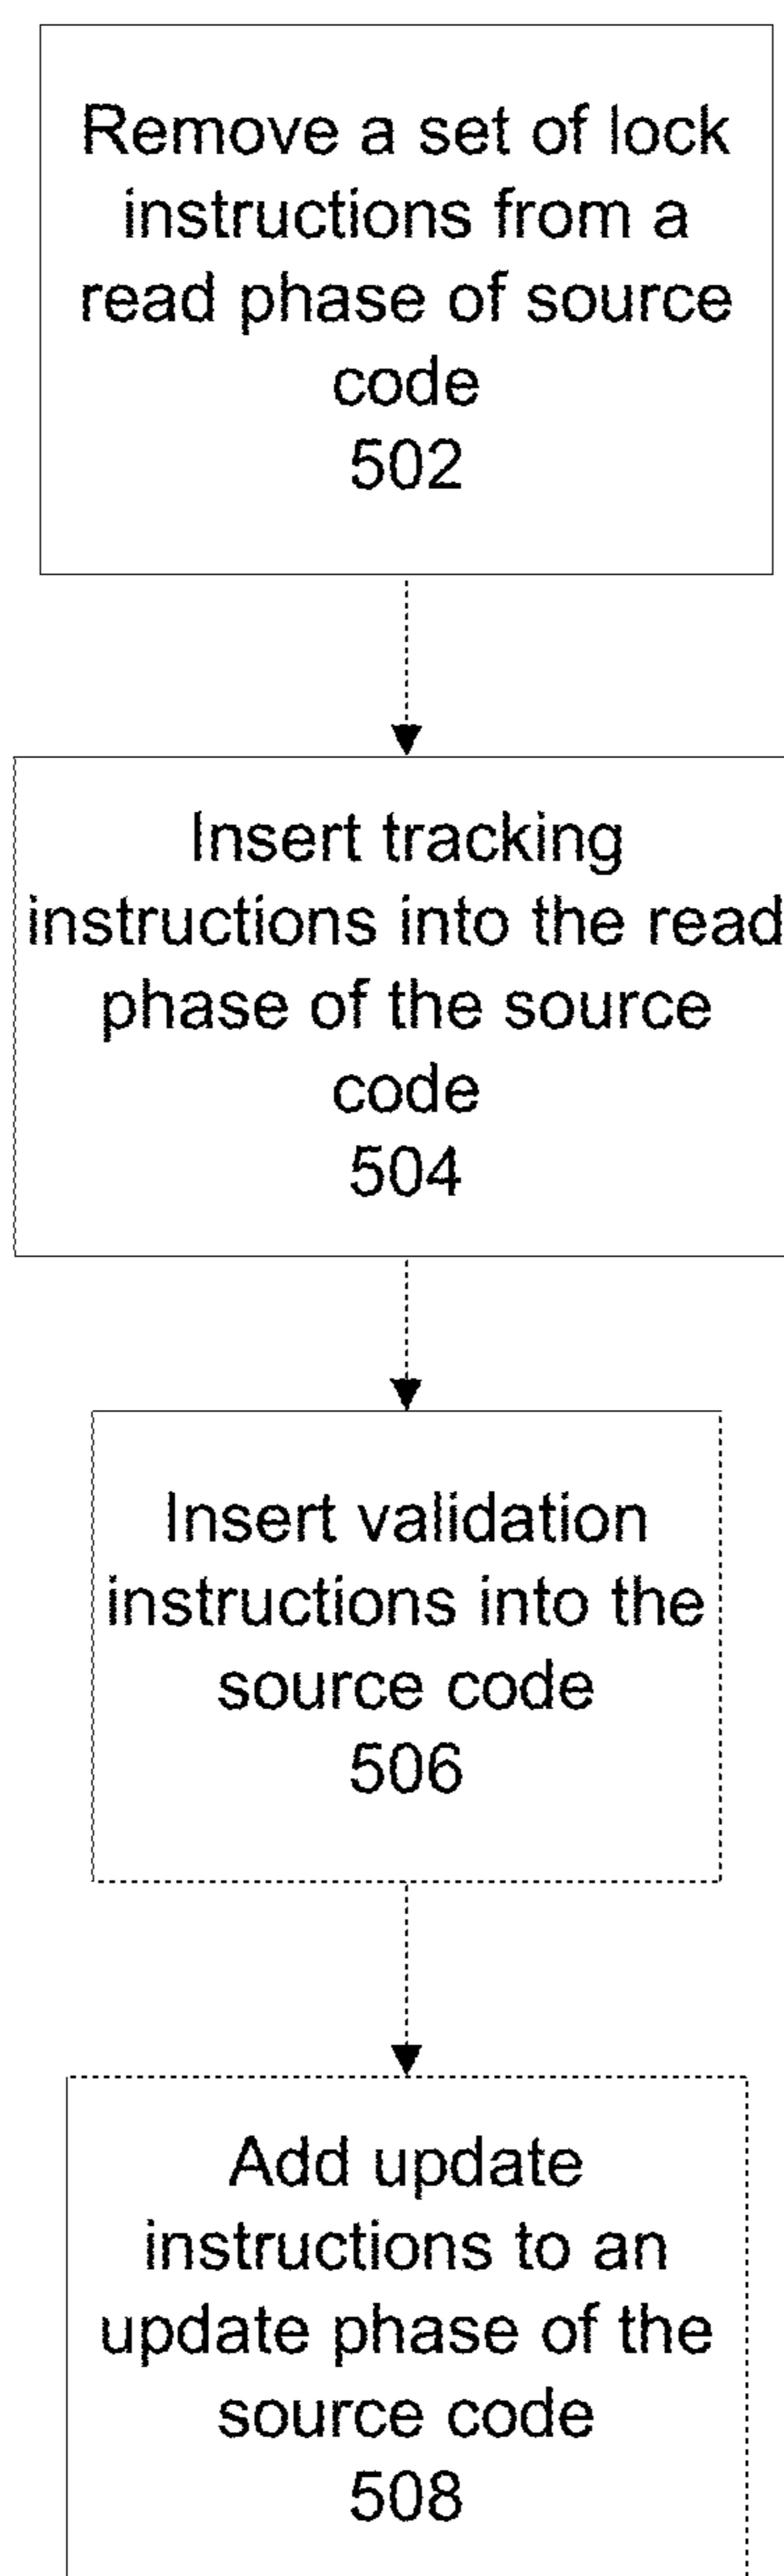 Remove a set of lock
instructions from a
read phase of source
code
502
Insert tracking
instructions into the read
phase of the source
code
504
Insert validation
instructions into the
source code
506
Add update
instructions to an
update phase of the
source code
508